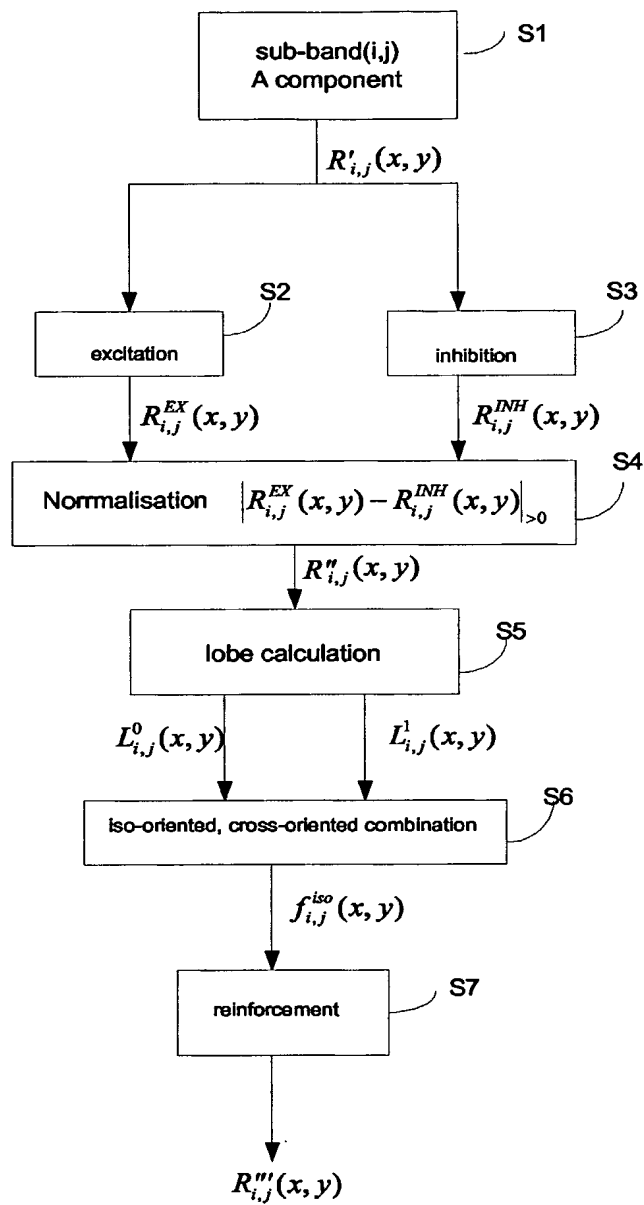 S1
sub-band(i,j)
A component
R'_{i,j}(x, y)
S2
S3
excitation
inhibition
R^{EX}_{i,j}(x, y)
R^{INH}_{i,j}(x, y)
S4
Norrmalisation |R^{EX}_{i,j}(x, y) − R^{INH}_{i,j}(x, y)|_{>0}
R''_{i,j}(x, y)
S5
lobe calculation
L^{0}_{i,j}(x, y)
L^{1}_{i,j}(x, y)
S6
iso-oriented, cross-oriented combination
f^{iso}_{i,j}(x, y)
S7
reinforcement
R'''_{i,j}(x, y)